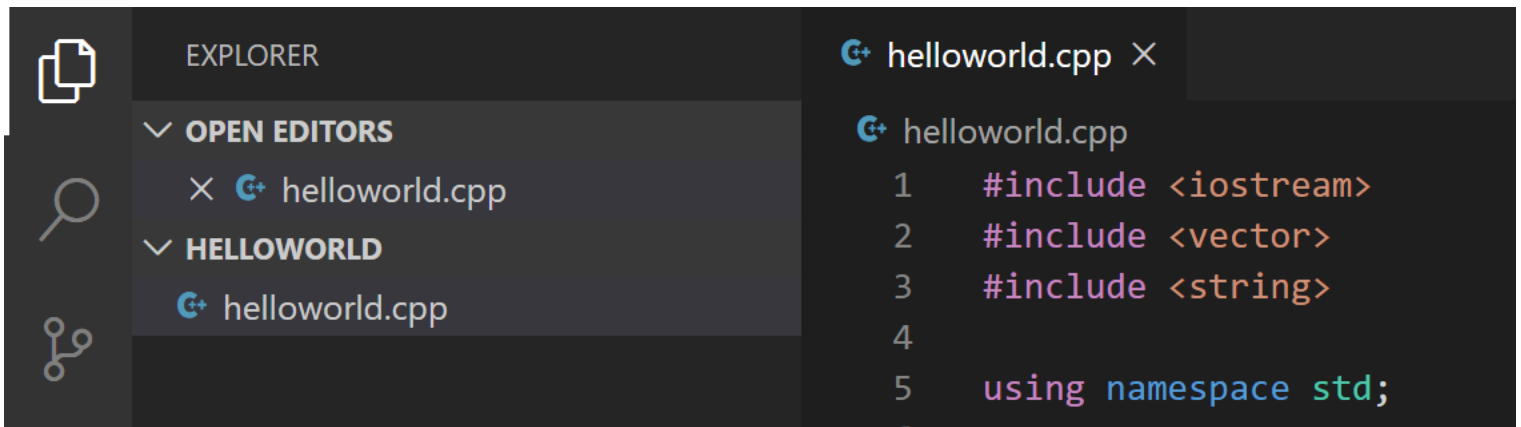 EXPLORER
OPEN EDITORS
helloworld.cpp
HELLOWORLD
helloworld.cpp
helloworld.cpp
helloworld.cpp
1 #include <iostream>
2 #include <vector>
3 #include <string>
4
5 using namespace std;